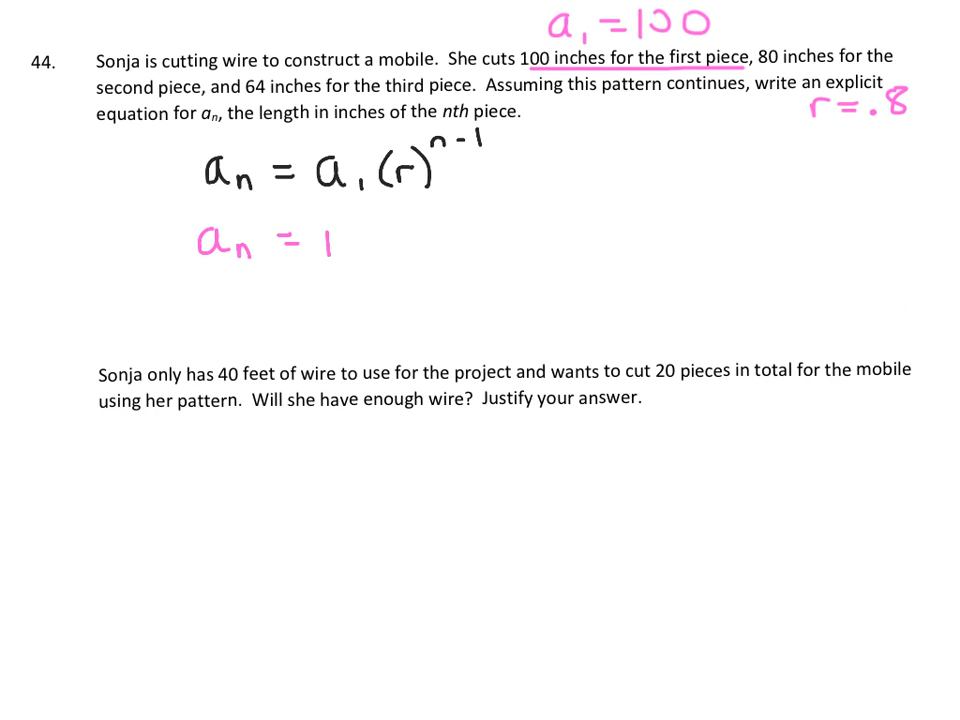 a₁ = 100
44. Sonja is cutting wire to construct a mobile. She cuts 100 inches for the first piece, 80 inches for the
second piece, and 64 inches for the third piece. Assuming this pattern continues, write an explicit
r = .8
equation for aₙ, the length in inches of the nth piece.
aₙ = a₁(r)ⁿ⁻¹
aₙ = 1
Sonja only has 40 feet of wire to use for the project and wants to cut 20 pieces in total for the mobile
using her pattern. Will she have enough wire? Justify your answer.